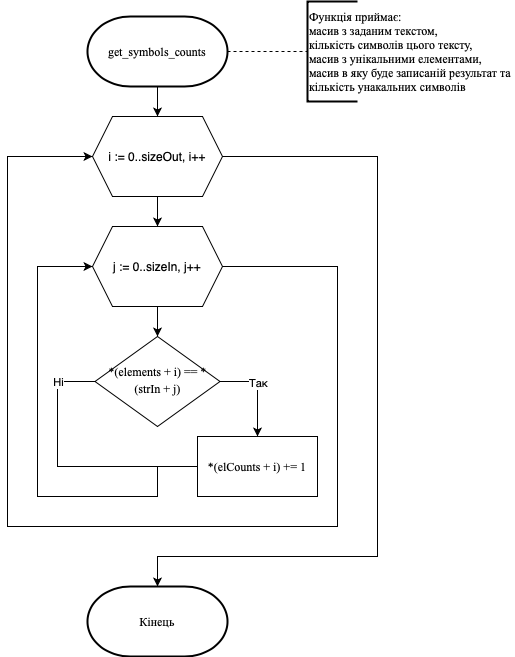 Функція приймає:
масив з заданим текстом,
кількість символів цього тексту,
масив з унікальними елементами,
масив в яку буде записаній результат та
кількість унакальних символів
get_symbols_counts
i := 0..sizeOut, i++
j := 0..sizeIn, j++
*(elements + i) == *
(strIn + j)
Ні
Так
*(elCounts + i) += 1
Кінець